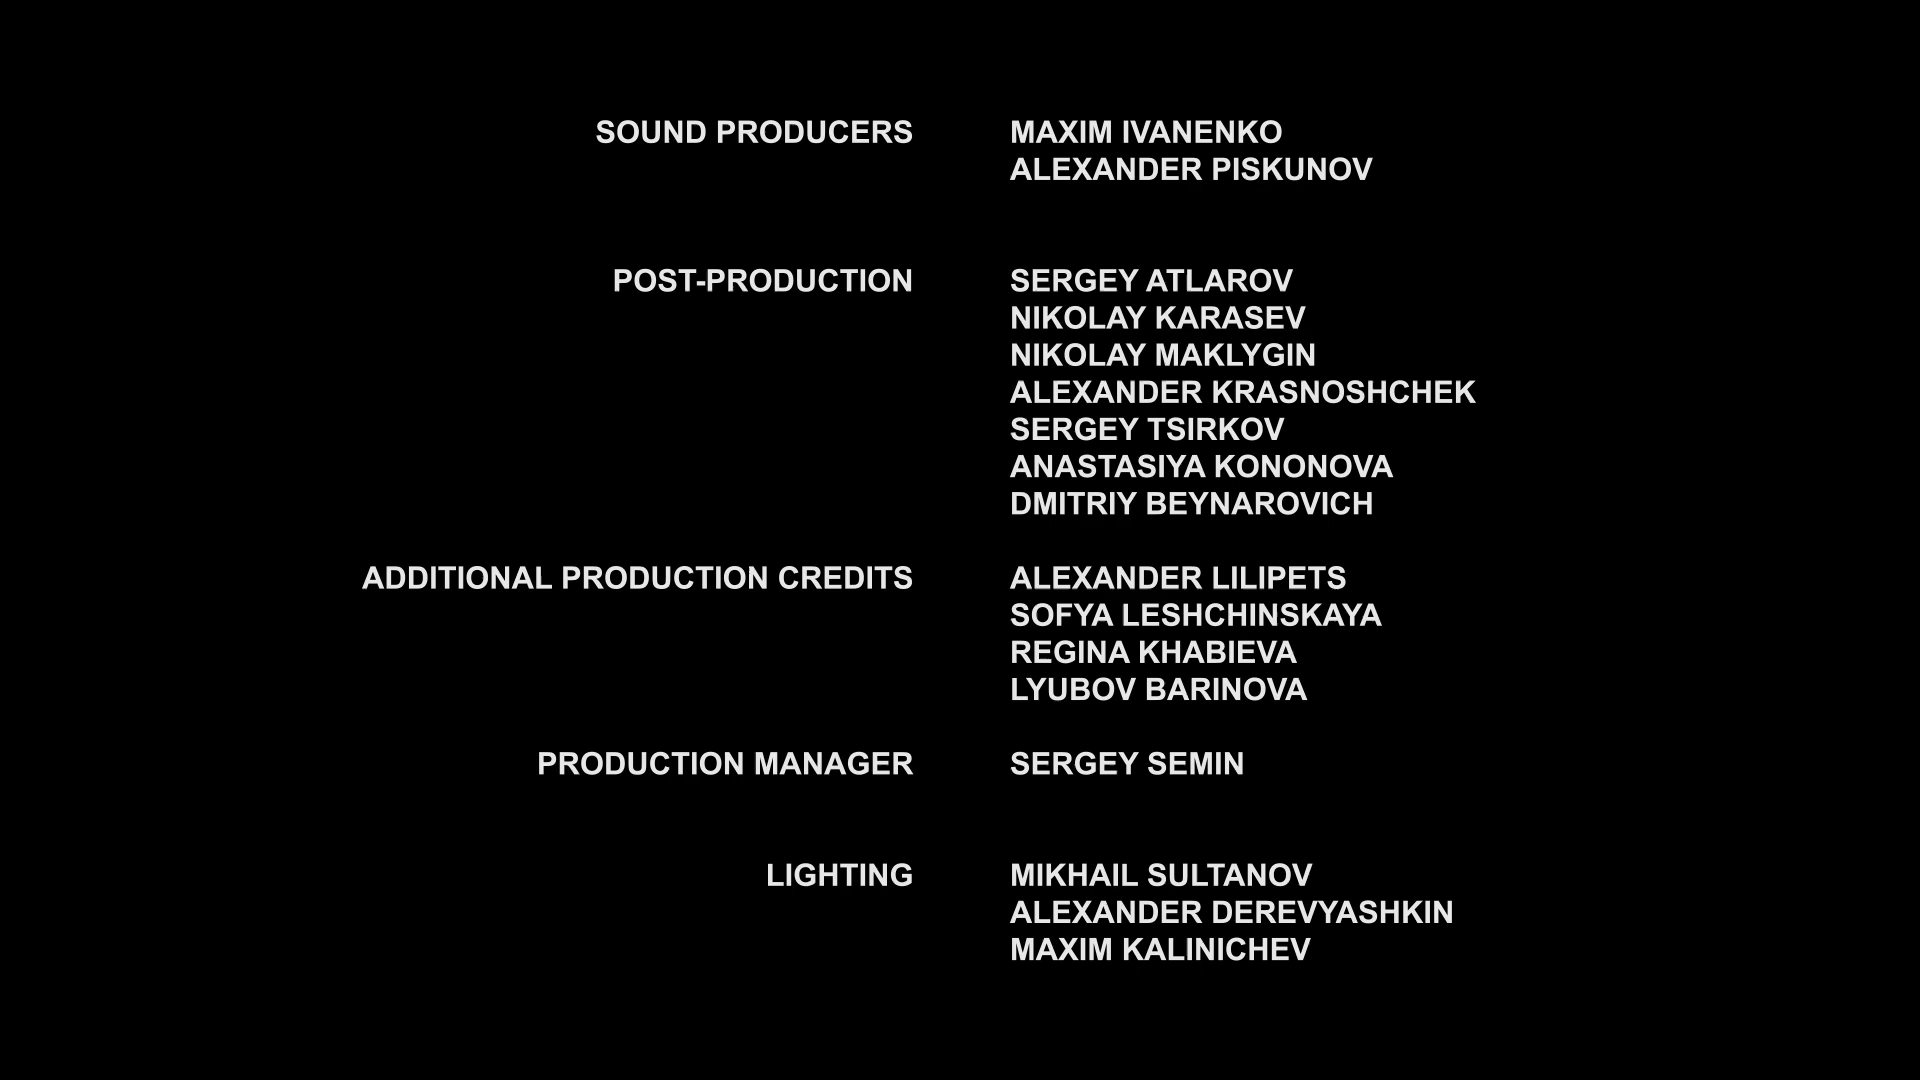 SOUND PRODUCERS MAXIM IVANENKO
ALEXANDER PISKUNOV
POST-PRODUCTION SERGEY ATLAROV
NIKOLAY KARASEV
NIKOLAY MAKLYGIN
ALEXANDER KRASNOSHCHEK
SERGEY TSIRKOV
ANASTASIYA KONONOVA
DMITRIY BEYNAROVICH
ADDITIONAL PRODUCTION CREDITS ALEXANDER LILIPETS
SOFYA LESHCHINSKAYA
REGINA KHABIEVA
LYUBOV BARINOVA
PRODUCTION MANAGER SERGEY SEMIN
LIGHTING MIKHAIL SULTANOV
ALEXANDER DEREVYASHKIN
MAXIM KALINICHEV